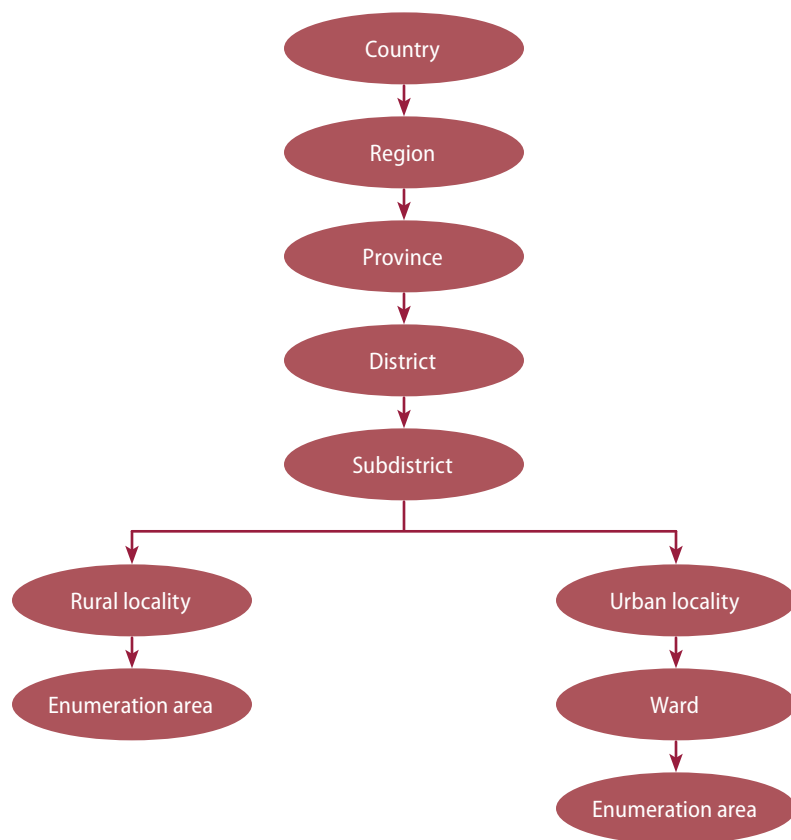 Country
Region
Province
District
Subdistrict
Rural locality
Urban locality
Enumeration area
Ward
Enumeration area